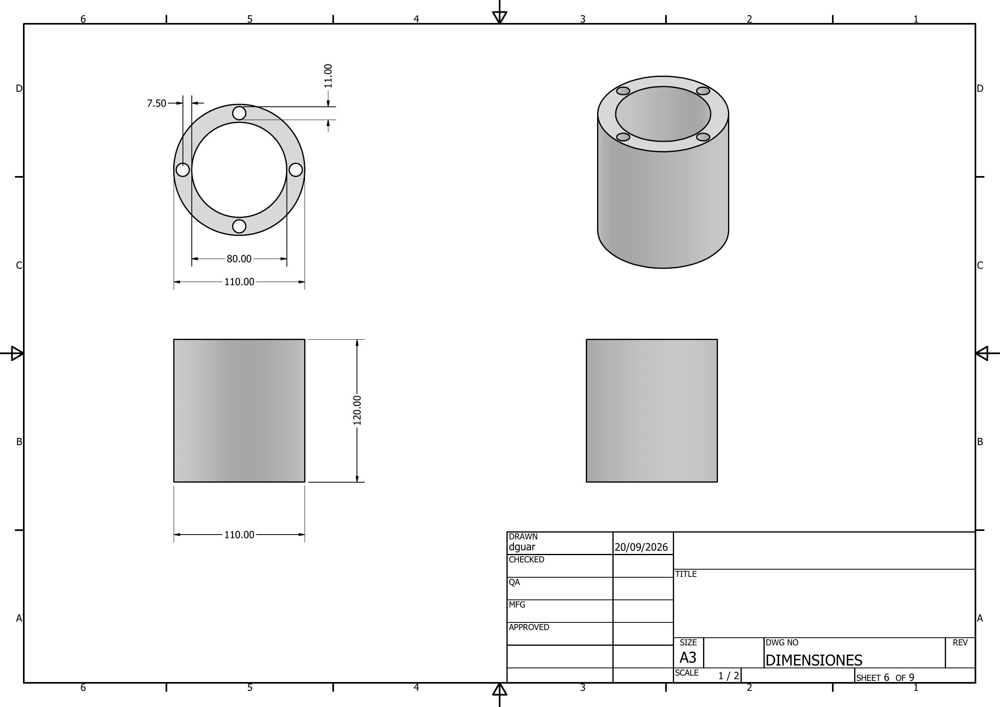 6 5 4 3 2 1
D D
11.00
7.50
80.00
C C
110.00
120.00
B B
110.00
DRAWN
dguar 20/09/2026
CHECKED
TITLE
QA
MFG
A A
APPROVED
SIZE DWG NO REV
A3 DIMENSIONES
SCALE 1 / 2 SHEET 6 OF 9
6 5 4 3 2 1